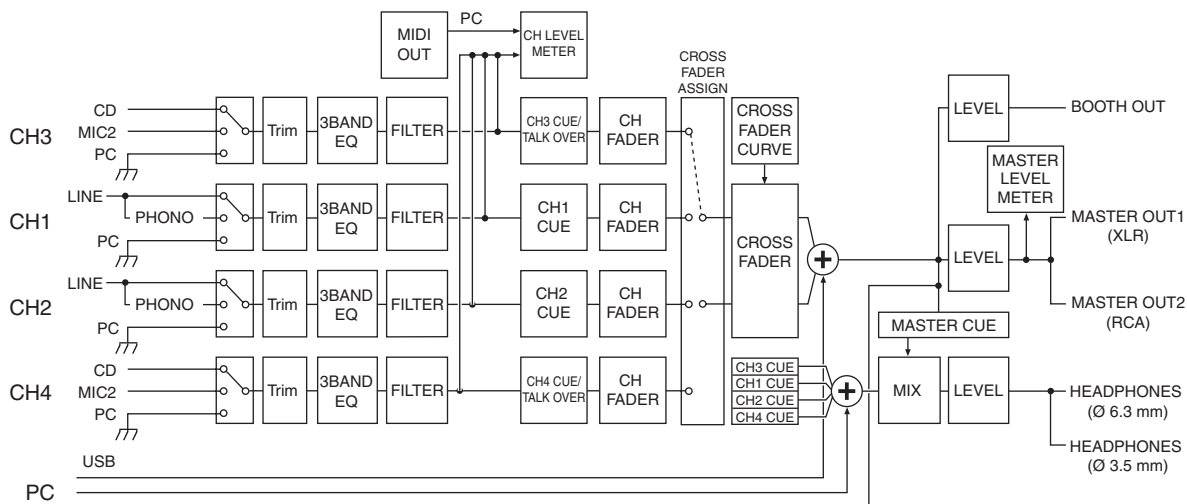 PC
MIDI
OUT
CH LEVEL
METER
CROSS
FADER
ASSIGN
CH3
CD
MIC2
PC
Trim
3BAND
EQ
FILTER
CH3 CUE/
TALK OVER
CH
FADER
CROSS
FADER
CURVE
LEVEL
BOOTH OUT
MASTER
LEVEL
METER
CH1
LINE
PHONO
PC
Trim
3BAND
EQ
FILTER
CH1
CUE
CH
FADER
CROSS
FADER
+
LEVEL
MASTER OUT1
(XLR)
CH2
LINE
PHONO
PC
Trim
3BAND
EQ
FILTER
CH2
CUE
CH
FADER
MASTER OUT2
(RCA)
MASTER CUE
CH4
CD
MIC2
PC
Trim
3BAND
EQ
FILTER
CH4 CUE/
TALK OVER
CH
FADER
CH3 CUE
CH1 CUE
CH2 CUE
CH4 CUE
+
MIX
LEVEL
HEADPHONES
(Ø 6.3 mm)
HEADPHONES
(Ø 3.5 mm)
USB
PC